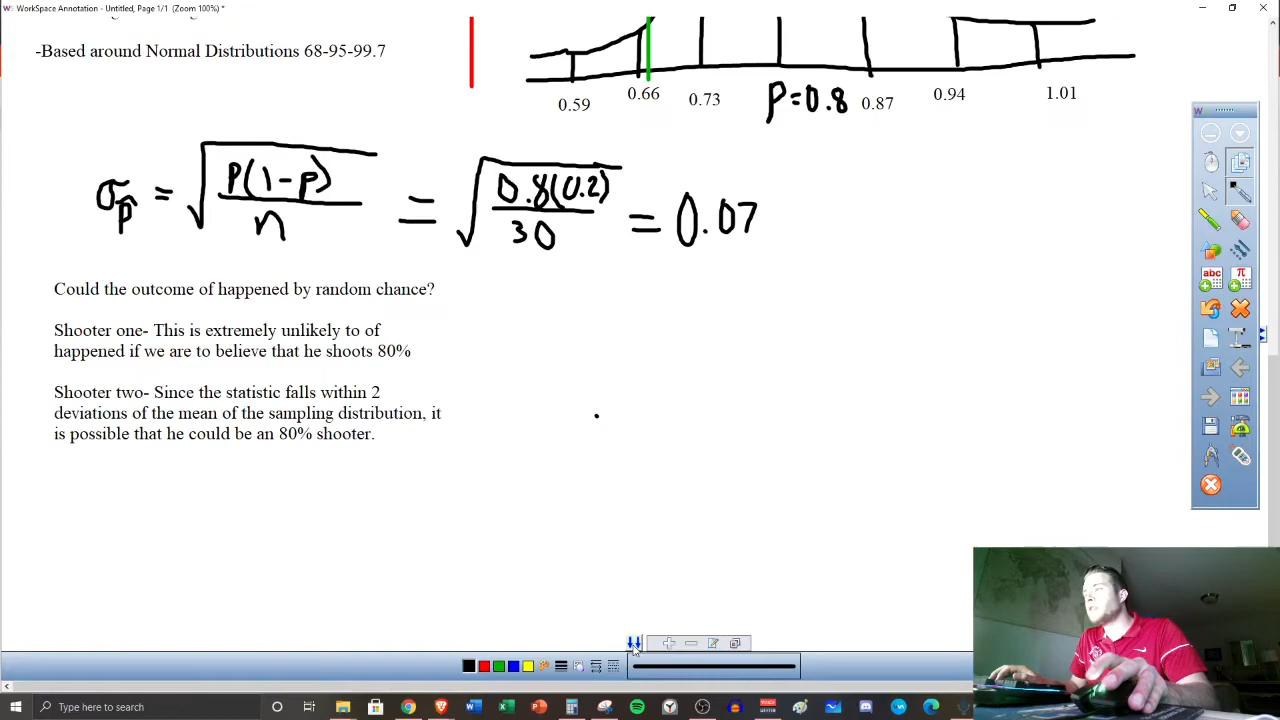 WorkSpace Annotation - Untitled, Page 1/1 (Zoom 100%) *
-Based around Normal Distributions 68-95-99.7
0.59 0.66 0.73 P=0.8 0.87 0.94 1.01
σp̂ = √(P(1-p)/n) = √(0.8(0.2)/30) = 0.07
Could the outcome of happened by random chance?
Shooter one- This is extremely unlikely to of
happened if we are to believe that he shoots 80%
Shooter two- Since the statistic falls within 2
deviations of the mean of the sampling distribution, it
is possible that he could be an 80% shooter.
W
abc
π
Type here to search